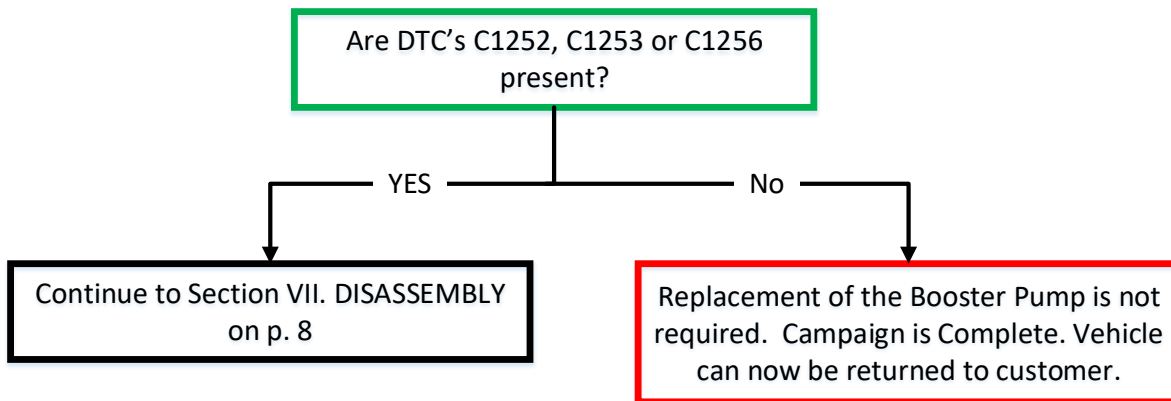 Are DTC’s C1252, C1253 or C1256
present?
YES
No
Continue to Section VII. DISASSEMBLY
on p. 8
Replacement of the Booster Pump is not
required.  Campaign is Complete. Vehicle
can now be returned to customer.